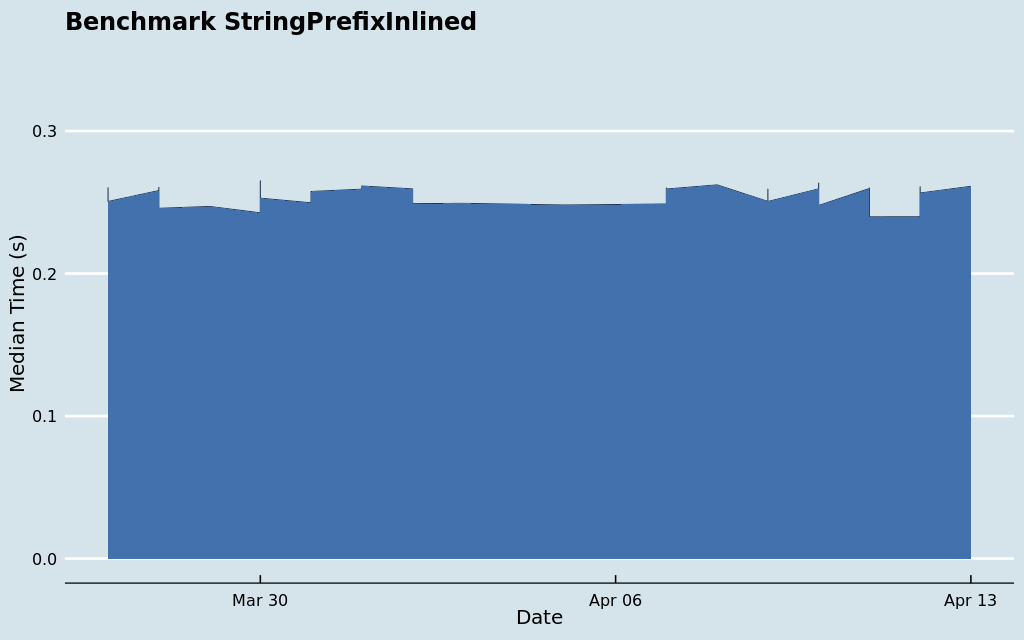 Benchmark StringPrefixInlined
0.3
0.2
0.1
0.0
Median Time (s)
Mar 30
Apr 06
Apr 13
Date